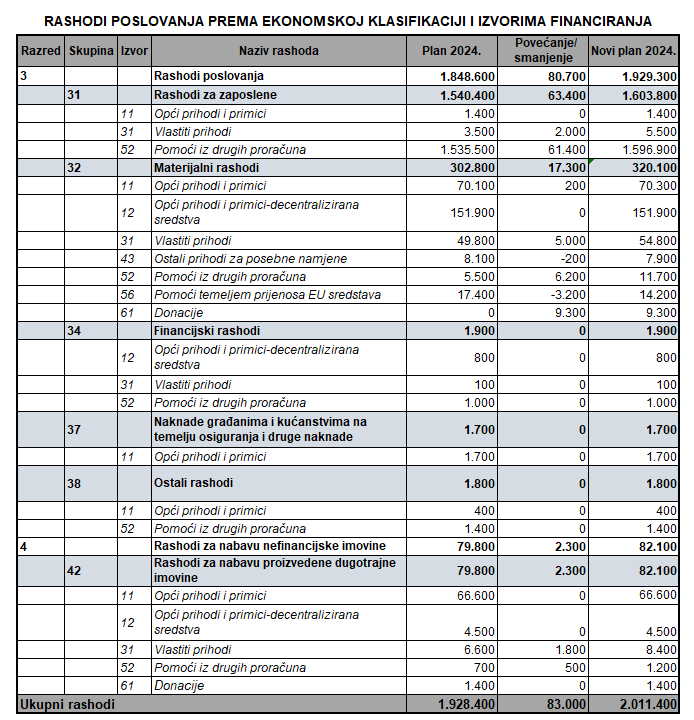 RASHODI POSLOVANJA PREMA EKONOMSKOJ KLASIFIKACIJI I IZVORIMA FINANCIRANJA
Razred Skupina Izvor Naziv rashoda Plan 2024. Povećanje/ smanjenje Novi plan 2024.
3 Rashodi poslovanja 1.848.600 80.700 1.929.300
31 Rashodi za zaposlene 1.540.400 63.400 1.603.800
11 Opći prihodi i primici 1.400 0 1.400
31 Vlastiti prihodi 3.500 2.000 5.500
52 Pomoći iz drugih proračuna 1.535.500 61.400 1.596.900
32 Materijalni rashodi 302.800 17.300 320.100
11 Opći prihodi i primici 70.100 200 70.300
12 Opći prihodi i primici-decentralizirana
sredstva 151.900 0 151.900
31 Vlastiti prihodi 49.800 5.000 54.800
43 Ostali prihodi za posebne namjene 8.100 -200 7.900
52 Pomoći iz drugih proračuna 5.500 6.200 11.700
56 Pomoći temeljem prijenosa EU sredstava 17.400 -3.200 14.200
61 Donacije 0 9.300 9.300
34 Financijski rashodi 1.900 0 1.900
12 Opći prihodi i primici-decentralizirana
sredstva 800 0 800
31 Vlastiti prihodi 100 0 100
52 Pomoći iz drugih proračuna 1.000 0 1.000
37 Naknade građanima i kućanstvima na
temelju osiguranja i druge naknade 1.700 0 1.700
11 Opći prihodi i primici 1.700 0 1.700
38 Ostali rashodi 1.800 0 1.800
11 Opći prihodi i primici 400 0 400
52 Pomoći iz drugih proračuna 1.400 0 1.400
4 Rashodi za nabavu nefinancijske imovine 79.800 2.300 82.100
42 Rashodi za nabavu proizvedene dugotrajne
imovine 79.800 2.300 82.100
11 Opći prihodi i primici 66.600 0 66.600
12 Opći prihodi i primici-decentralizirana
sredstva 4.500 0 4.500
31 Vlastiti prihodi 6.600 1.800 8.400
52 Pomoći iz drugih proračuna 700 500 1.200
61 Donacije 1.400 0 1.400
Ukupni rashodi 1.928.400 83.000 2.011.400